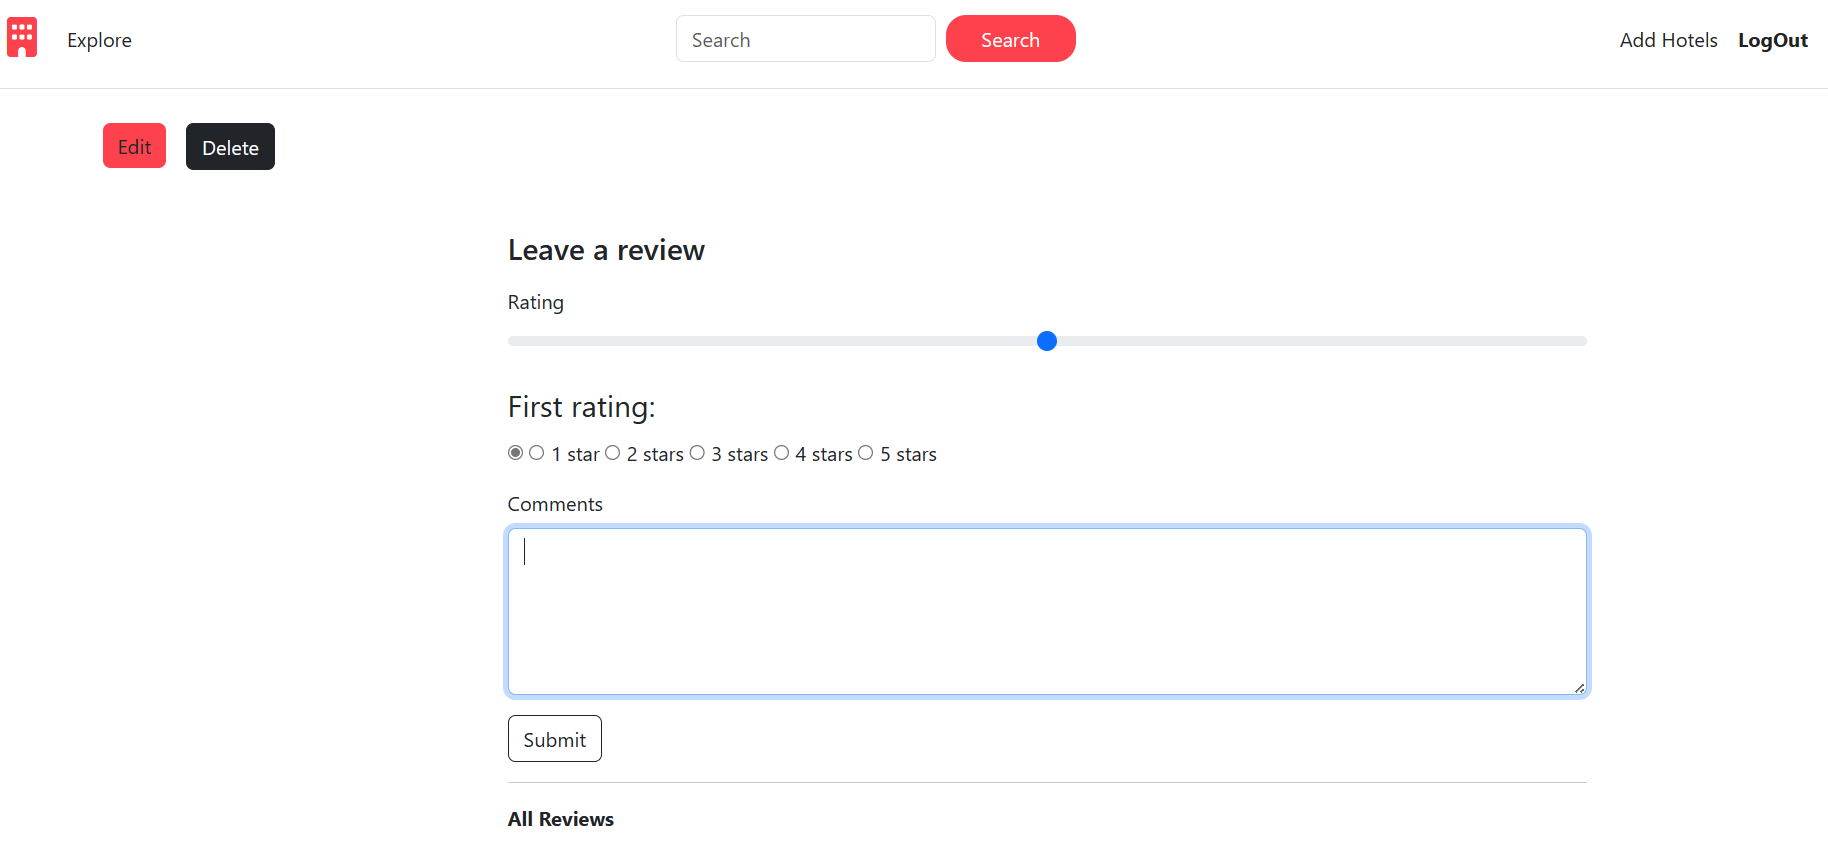 Explore Search Search Add Hotels LogOut
Edit Delete
Leave a review
Rating
First rating:
1 star 2 stars 3 stars 4 stars 5 stars
Comments
Submit
All Reviews